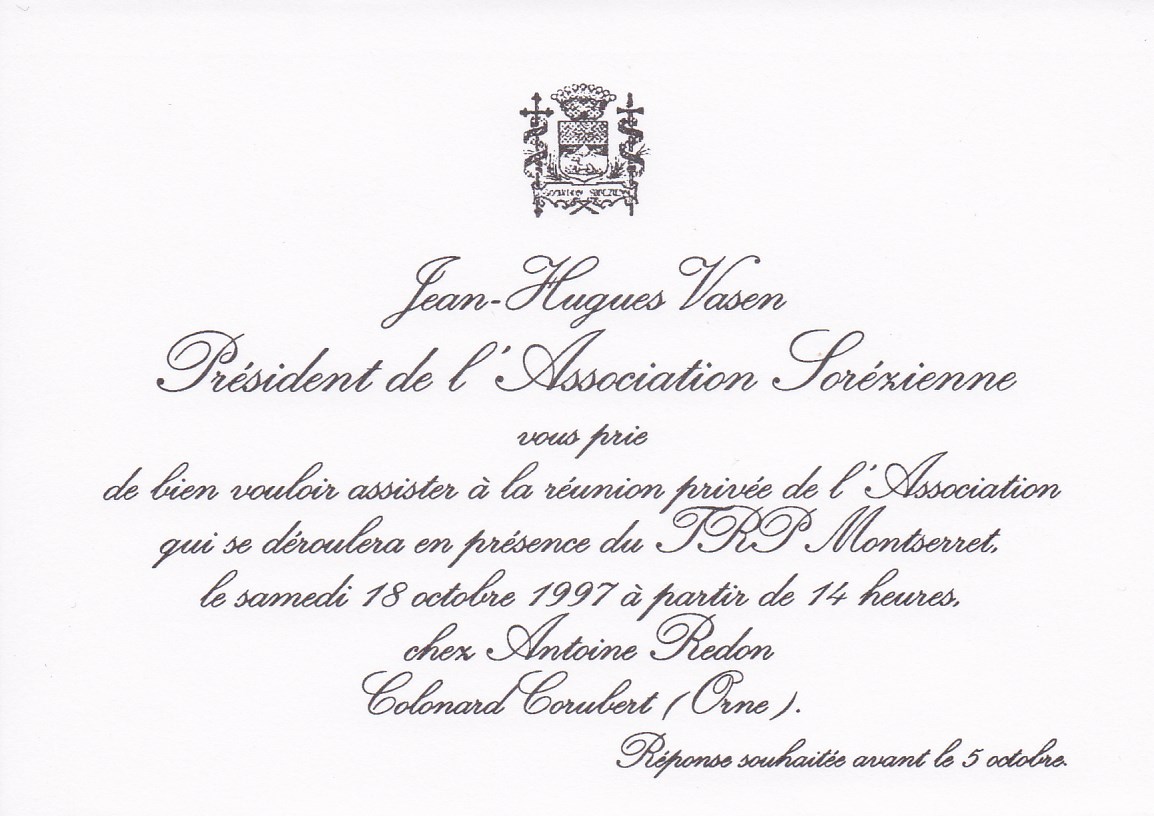 Jean-Hugues Vasen
Président de l'Association Sorézienne
vous prie
de bien vouloir assister à la réunion privée de l'Association
qui se déroulera en présence du TRP Montserret,
le samedi 18 octobre 1997 à partir de 14 heures,
chez Antoine Redon
Colonard Corubert (Orne).
Réponse souhaitée avant le 5 octobre.